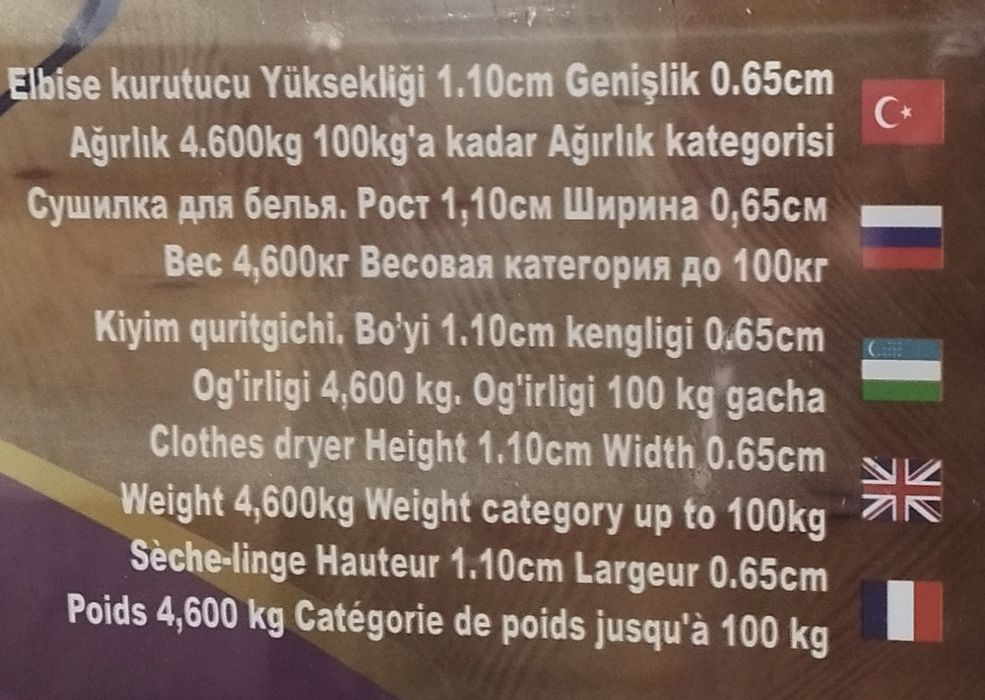 Elbise kurutucu Yüksekliği 1.10cm Genişlik 0.65cm
Ağırlık 4.600kg 100kg'a kadar Ağırlık kategorisi
Сушилка для белья. Рост 1,10см Ширина 0,65см
Вес 4,600кг Весовая категория до 100кг
Kiyim quritgichi. Bo'yi 1.10cm kengligi 0.65cm
Og'irligi 4,600 kg. Og'irligi 100 kg gacha
Clothes dryer Height 1.10cm Width 0.65cm
Weight 4,600kg Weight category up to 100kg
Sèche-linge Hauteur 1.10cm Largeur 0.65cm
Poids 4,600 kg Catégorie de poids jusqu'à 100 kg